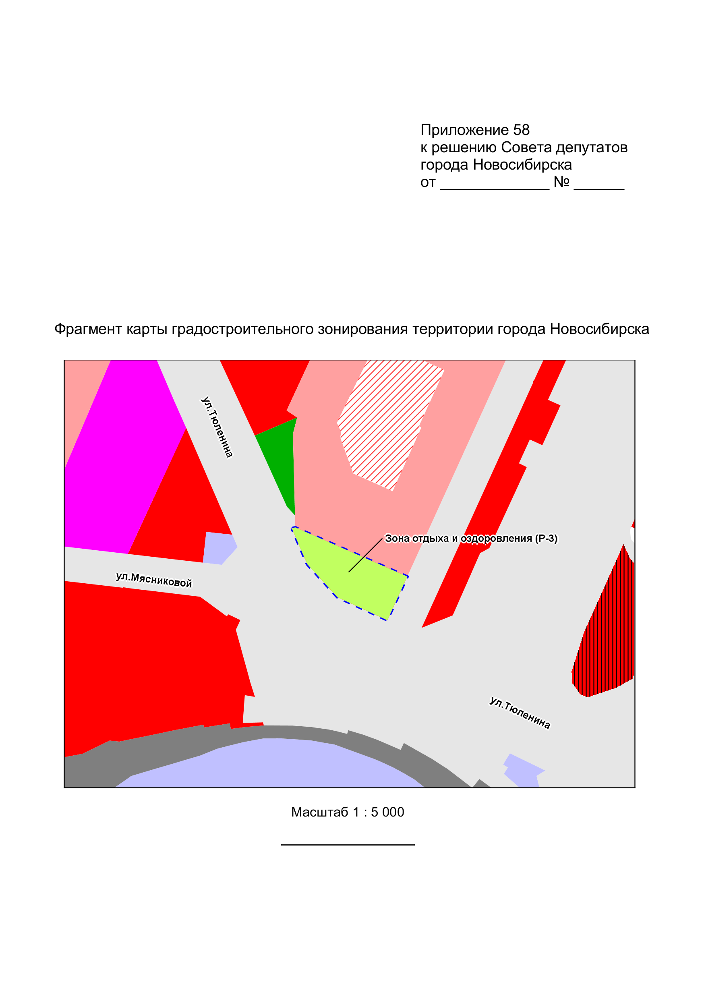 Приложение 58
к решению Совета депутатов
города Новосибирска
от _____________ № ______
Фрагмент карты градостроительного зонирования территории города Новосибирска
ул.Тюленина
Зона отдыха и оздоровления (Р-3)
ул.Мясниковой
ул.Тюленина
Масштаб 1 : 5 000